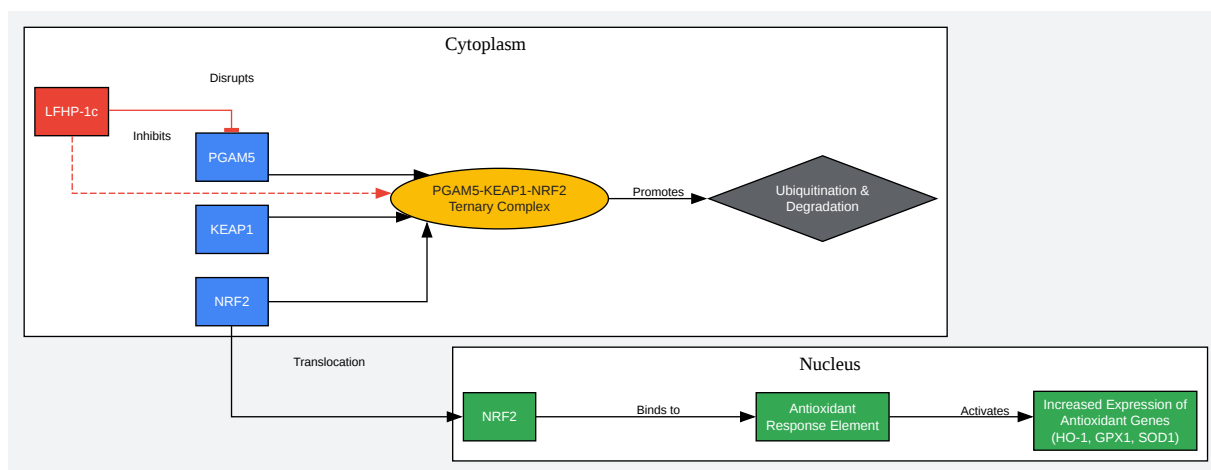 Cytoplasm
Disrupts
LFHP-1c
Inhibits
PGAM5
PGAM5-KEAP1-NRF2
Ternary Complex
Promotes
Ubiquitination &
Degradation
KEAP1
NRF2
Translocation
Nucleus
NRF2
Binds to
Antioxidant
Response Element
Activates
Increased Expression of
Antioxidant Genes
(HO-1, GPX1, SOD1)